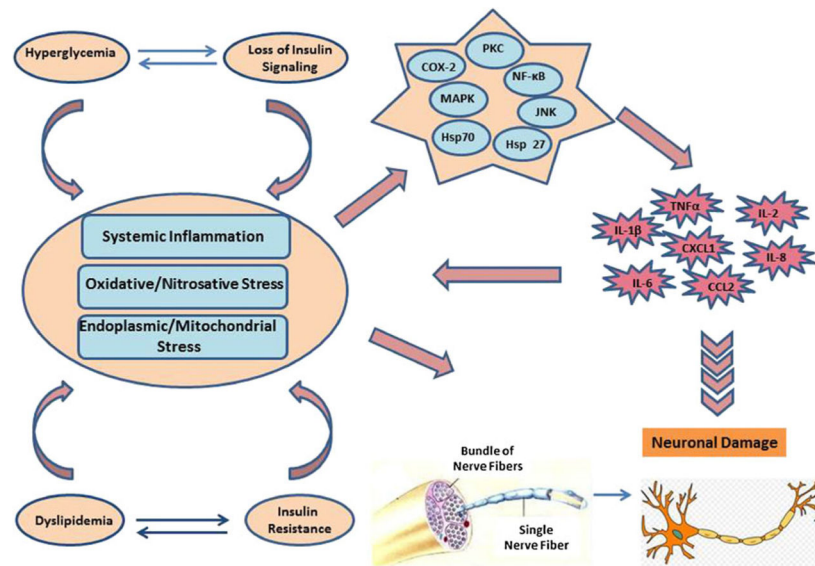 Hyperglycemia
Loss of Insulin
Signaling
PKC
COX-2
NF-κB
MAPK
JNK
Hsp70
Hsp 27
TNFα
IL-2
IL-1β
CXCL1
IL-8
IL-6
CCL2
Systemic Inflammation
Oxidative/Nitrosative Stress
Endoplasmic/Mitochondrial
Stress
Neuronal Damage
Bundle of
Nerve Fibers
Single
Nerve Fiber
Dyslipidemia
Insulin
Resistance